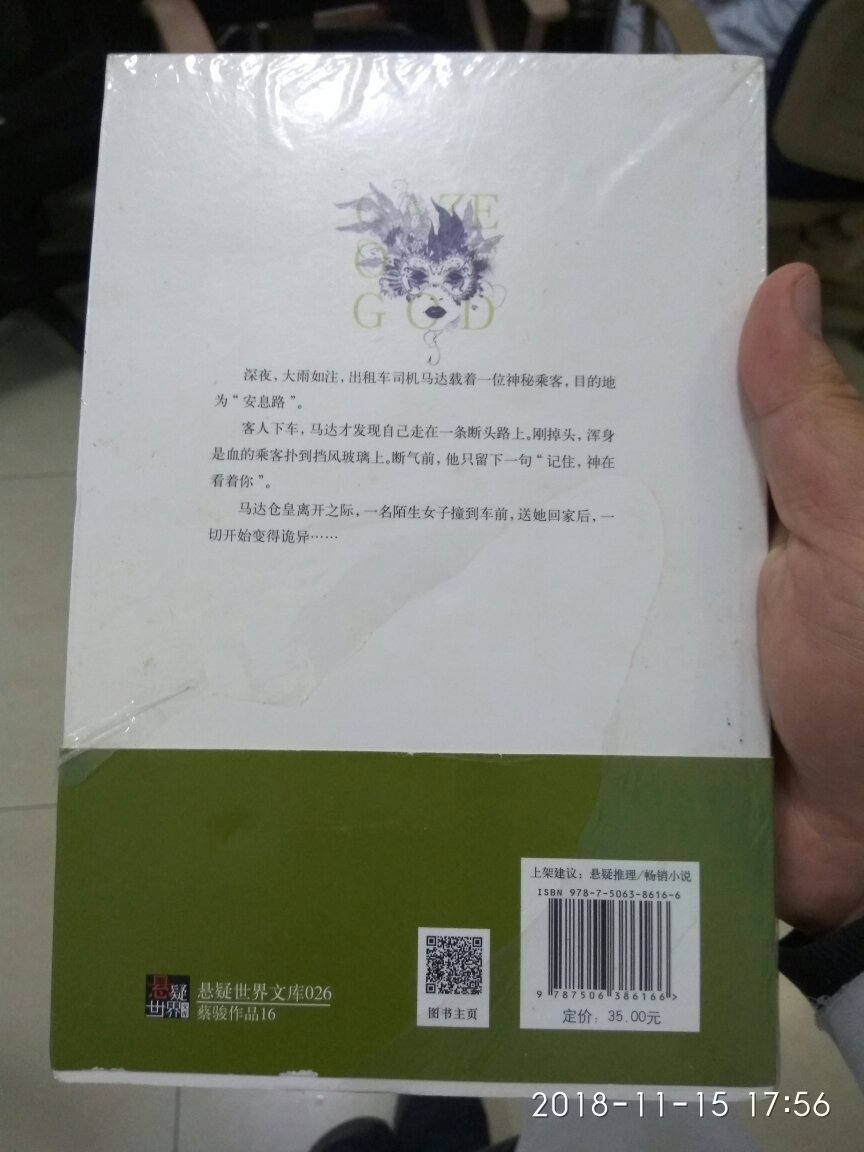 GAZE
O
GOD
深夜，大雨如注，出租车司机马达载着一位神秘乘客，目的地
为“安息路”。
客人下车，马达才发现自己走在一条断头路上。刚掉头，浑身
是血的乘客扑到挡风玻璃上。断气前，他只留下一句“记住，神在
看着你”。
马达仓皇离开之际，一名陌生女子撞到车前，送她回家后，一
切开始变得诡异……
上架建议：悬疑推理/畅销小说
ISBN 978-7-5063-8616-6
9 787506 386166 >
定价：35.00元
图书主页
悬疑
世界
悬疑世界文库026
蔡骏作品16
2018-11-15 17:56